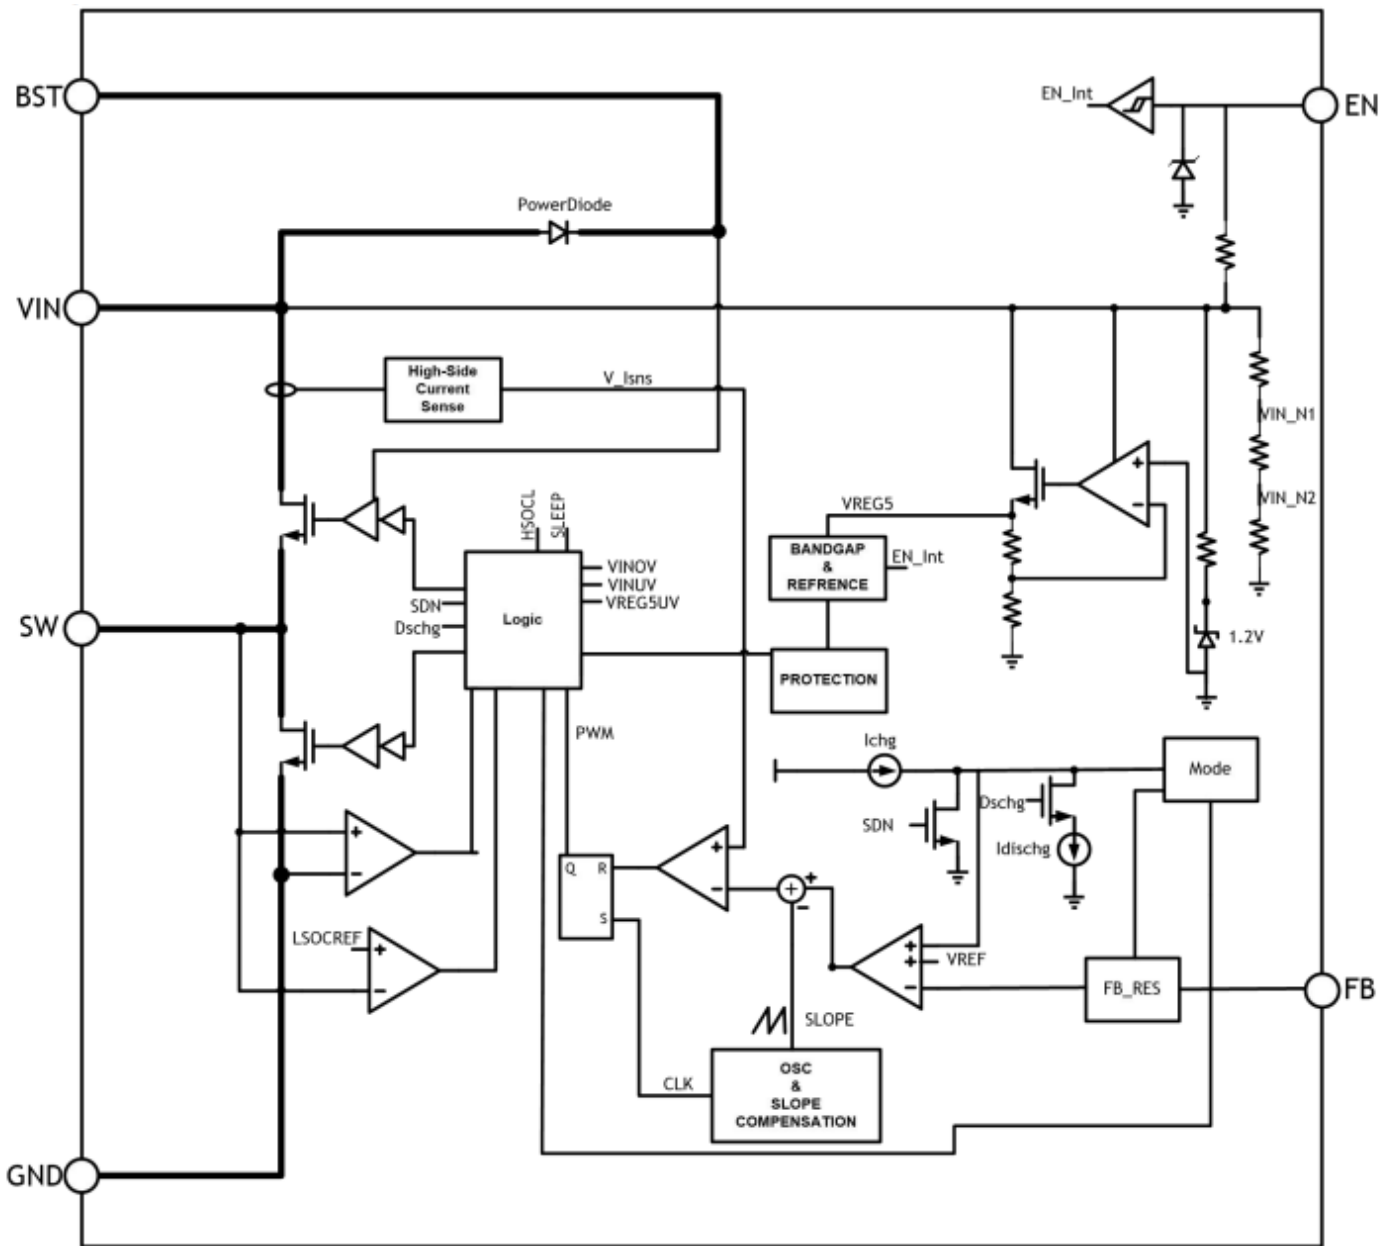 BST
EN_Int
EN
PowerDiode
VIN
High-Side
Current
Sense
V_Isns
VIN_N1
+
−
VREG5
VIN_N2
HSOCL
SLEEP
BANDGAP
&
REFRENCE
EN_Int
VINOV
VINUV
VREG5UV
SDN
Dschg
Logic
SW
1.2V
PROTECTION
PWM
Ichg
Mode
Dschg
SDN
Idischg
+
−
+
−
Q
R
S
+
+
−
LSOCREF
+
−
+
+
VREF
−
FB_RES
FB
SLOPE
OSC
&
SLOPE
COMPENSATION
CLK
GND